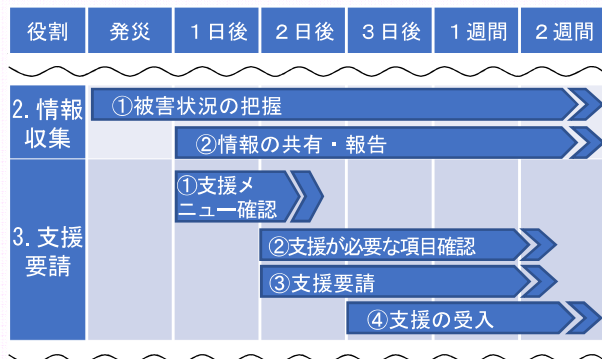 役割 発災 1日後 2日後 3日後 1週間 2週間
2. 情報
収集
①被害状況の把握
②情報の共有・報告
3. 支援
要請
①支援メ
ニュー確認
②支援が必要な項目確認
③支援要請
④支援の受入